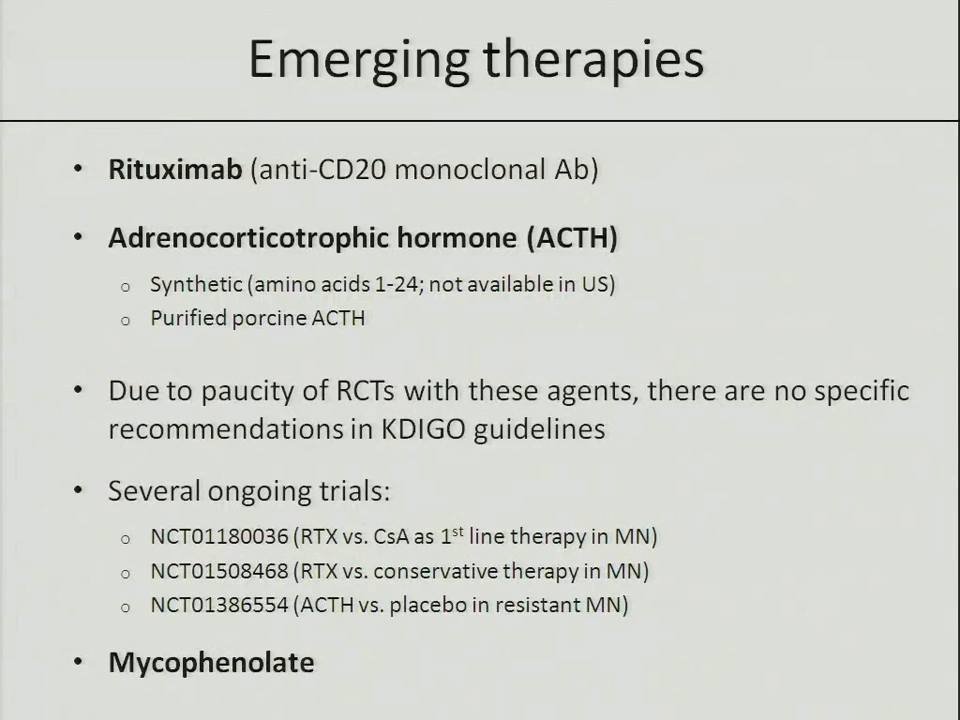 Emerging therapies
• Rituximab (anti-CD20 monoclonal Ab)
• Adrenocorticotrophic hormone (ACTH)
o Synthetic (amino acids 1-24; not available in US)
o Purified porcine ACTH
• Due to paucity of RCTs with these agents, there are no specific
recommendations in KDIGO guidelines
• Several ongoing trials:
o NCT01180036 (RTX vs. CsA as 1st line therapy in MN)
o NCT01508468 (RTX vs. conservative therapy in MN)
o NCT01386554 (ACTH vs. placebo in resistant MN)
• Mycophenolate